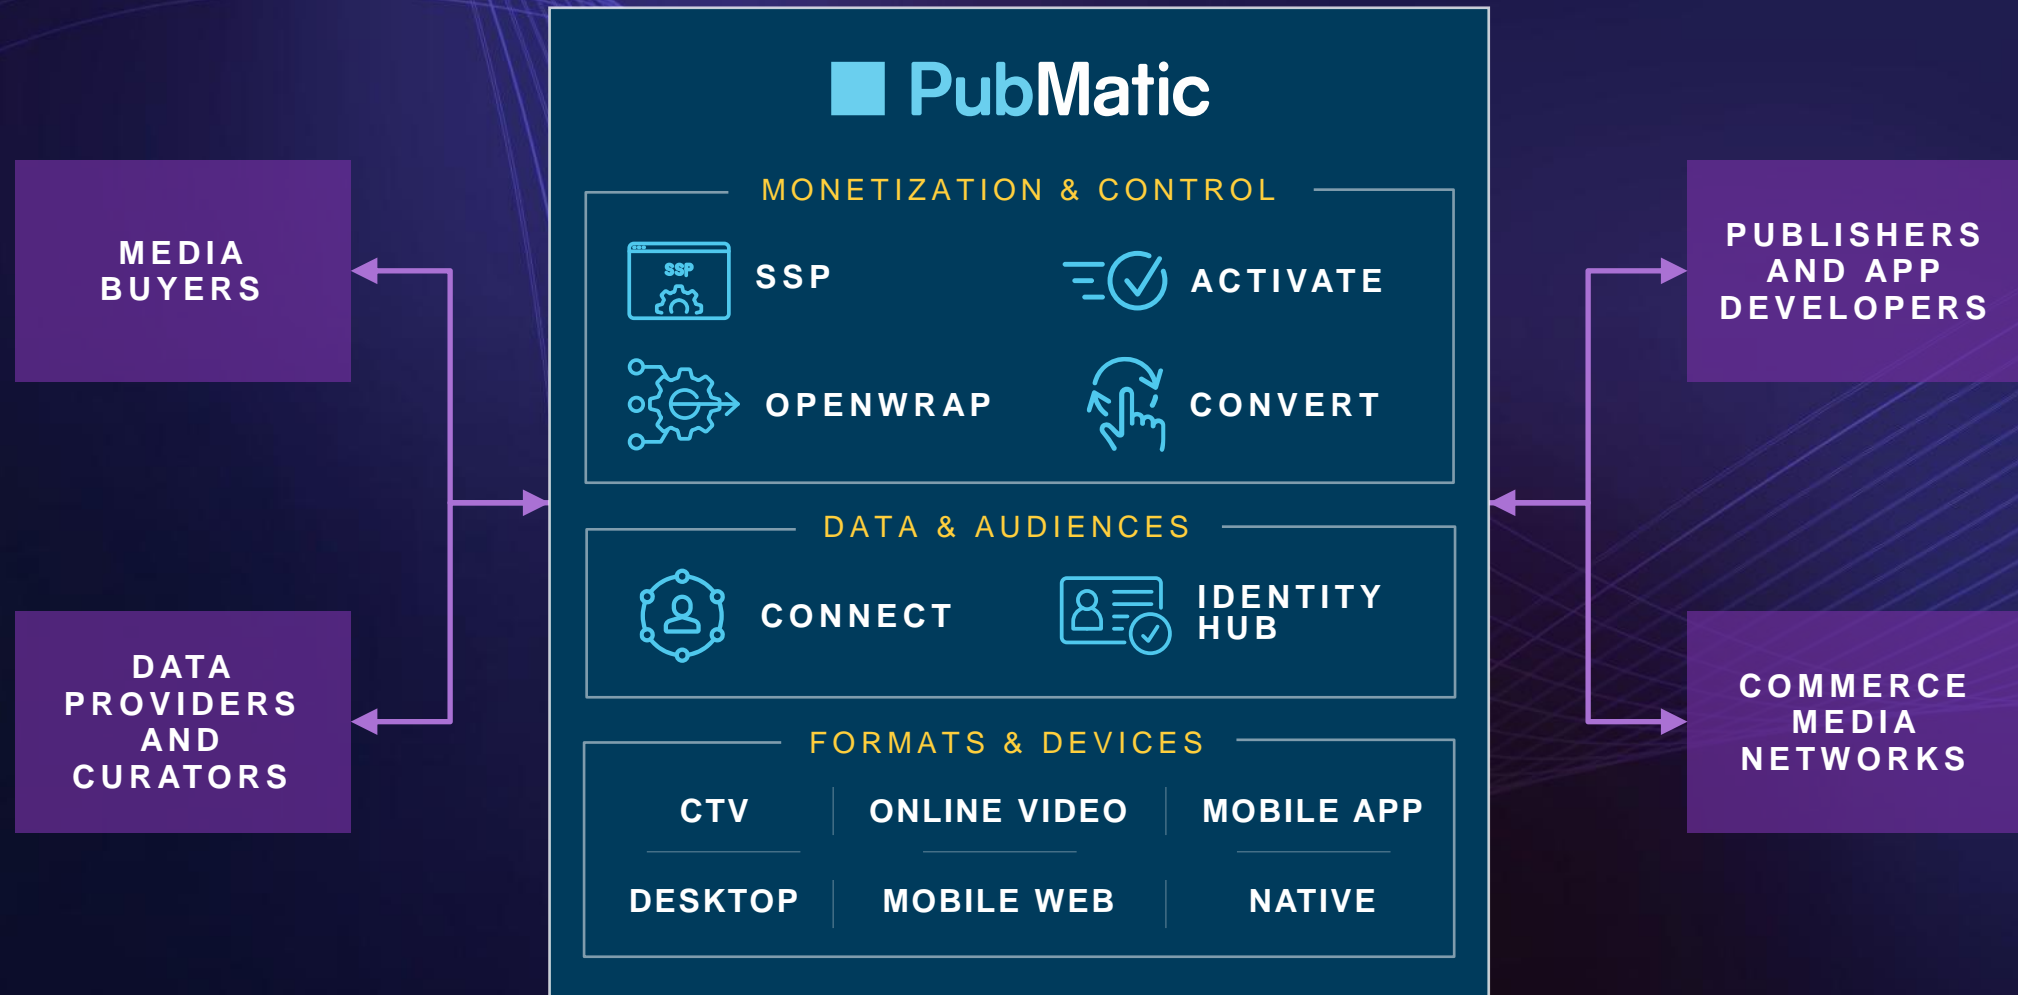 PubMatic
MONETIZATION & CONTROL
SSP
SSP
ACTIVATE
OPENWRAP
CONVERT
DATA & AUDIENCES
CONNECT
IDENTITY
HUB
FORMATS & DEVICES
CTV
ONLINE VIDEO
MOBILE APP
DESKTOP
MOBILE WEB
NATIVE
MEDIA
BUYERS
DATA
PROVIDERS
AND
CURATORS
PUBLISHERS
AND APP
DEVELOPERS
COMMERCE
MEDIA
NETWORKS